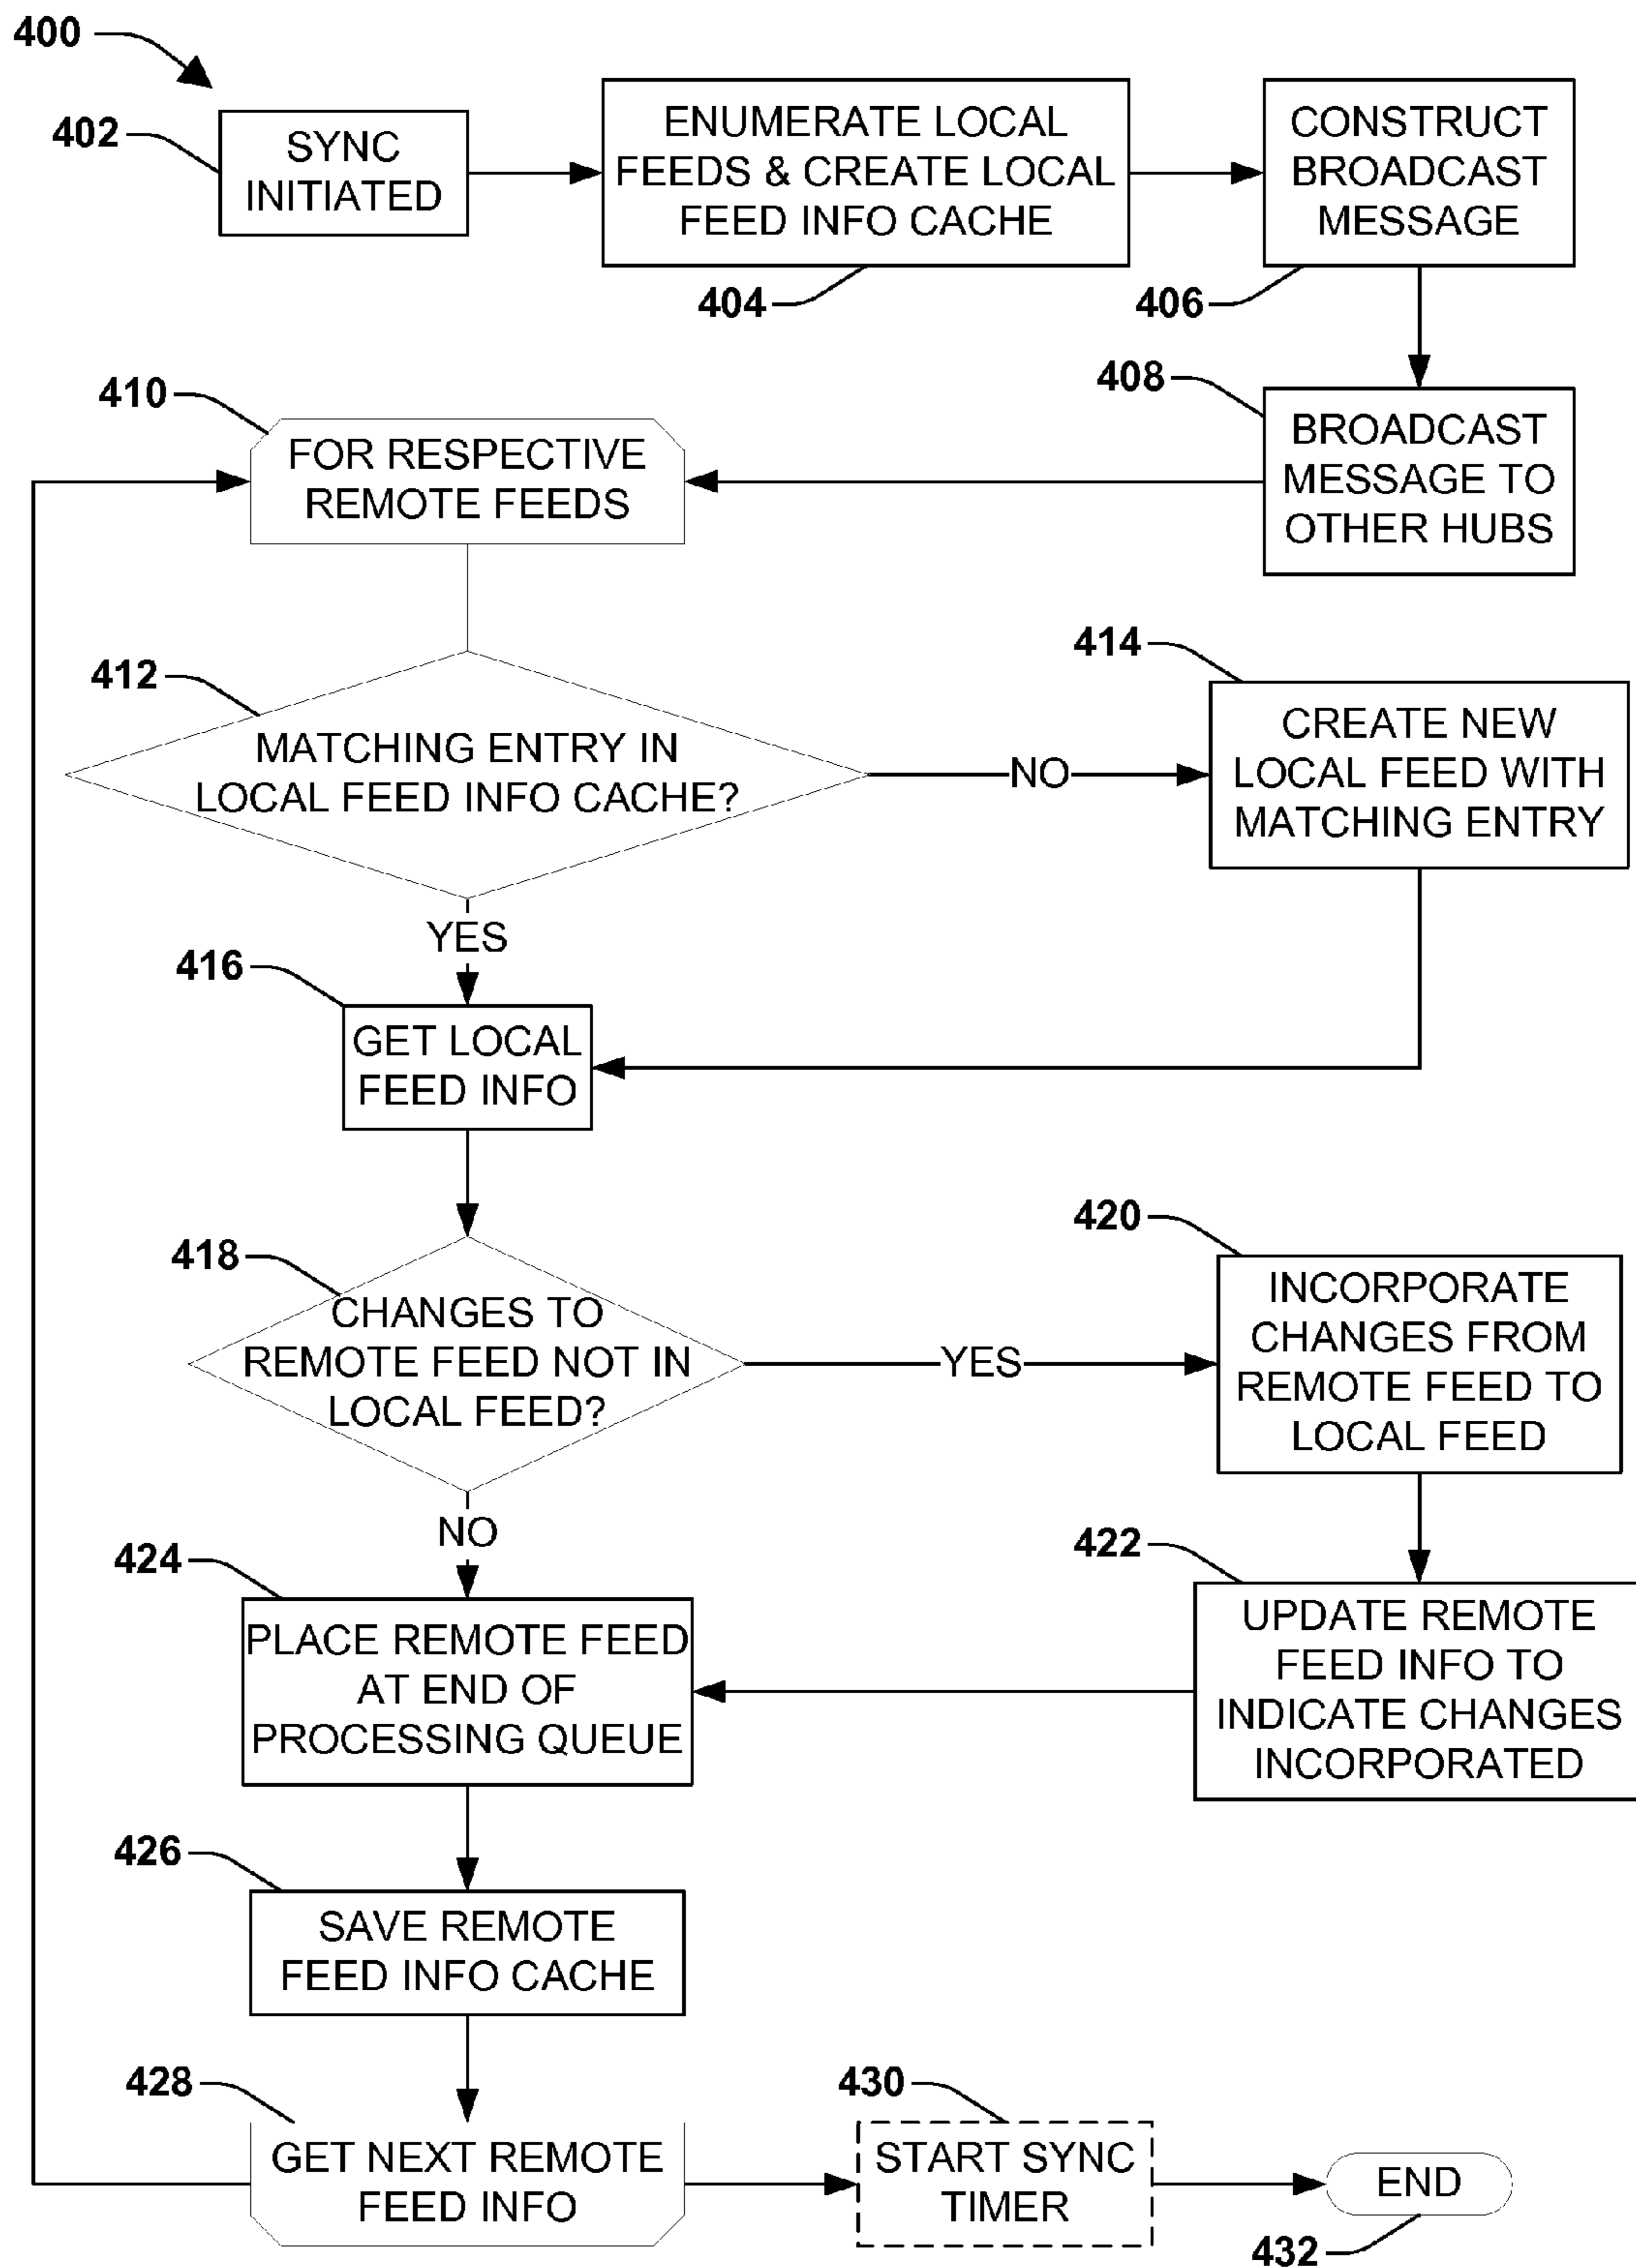 400
402
SYNC
INITIATED
ENUMERATE LOCAL
FEEDS & CREATE LOCAL
FEED INFO CACHE
404
CONSTRUCT
BROADCAST
MESSAGE
406
408
BROADCAST
MESSAGE TO
OTHER HUBS
410
FOR RESPECTIVE
REMOTE FEEDS
412
MATCHING ENTRY IN
LOCAL FEED INFO CACHE?
NO
414
CREATE NEW
LOCAL FEED WITH
MATCHING ENTRY
YES
416
GET LOCAL
FEED INFO
418
CHANGES TO
REMOTE FEED NOT IN
LOCAL FEED?
YES
420
INCORPORATE
CHANGES FROM
REMOTE FEED TO
LOCAL FEED
NO
422
UPDATE REMOTE
FEED INFO TO
INDICATE CHANGES
INCORPORATED
424
PLACE REMOTE FEED
AT END OF
PROCESSING QUEUE
426
SAVE REMOTE
FEED INFO CACHE
428
GET NEXT REMOTE
FEED INFO
430
START SYNC
TIMER
END
432